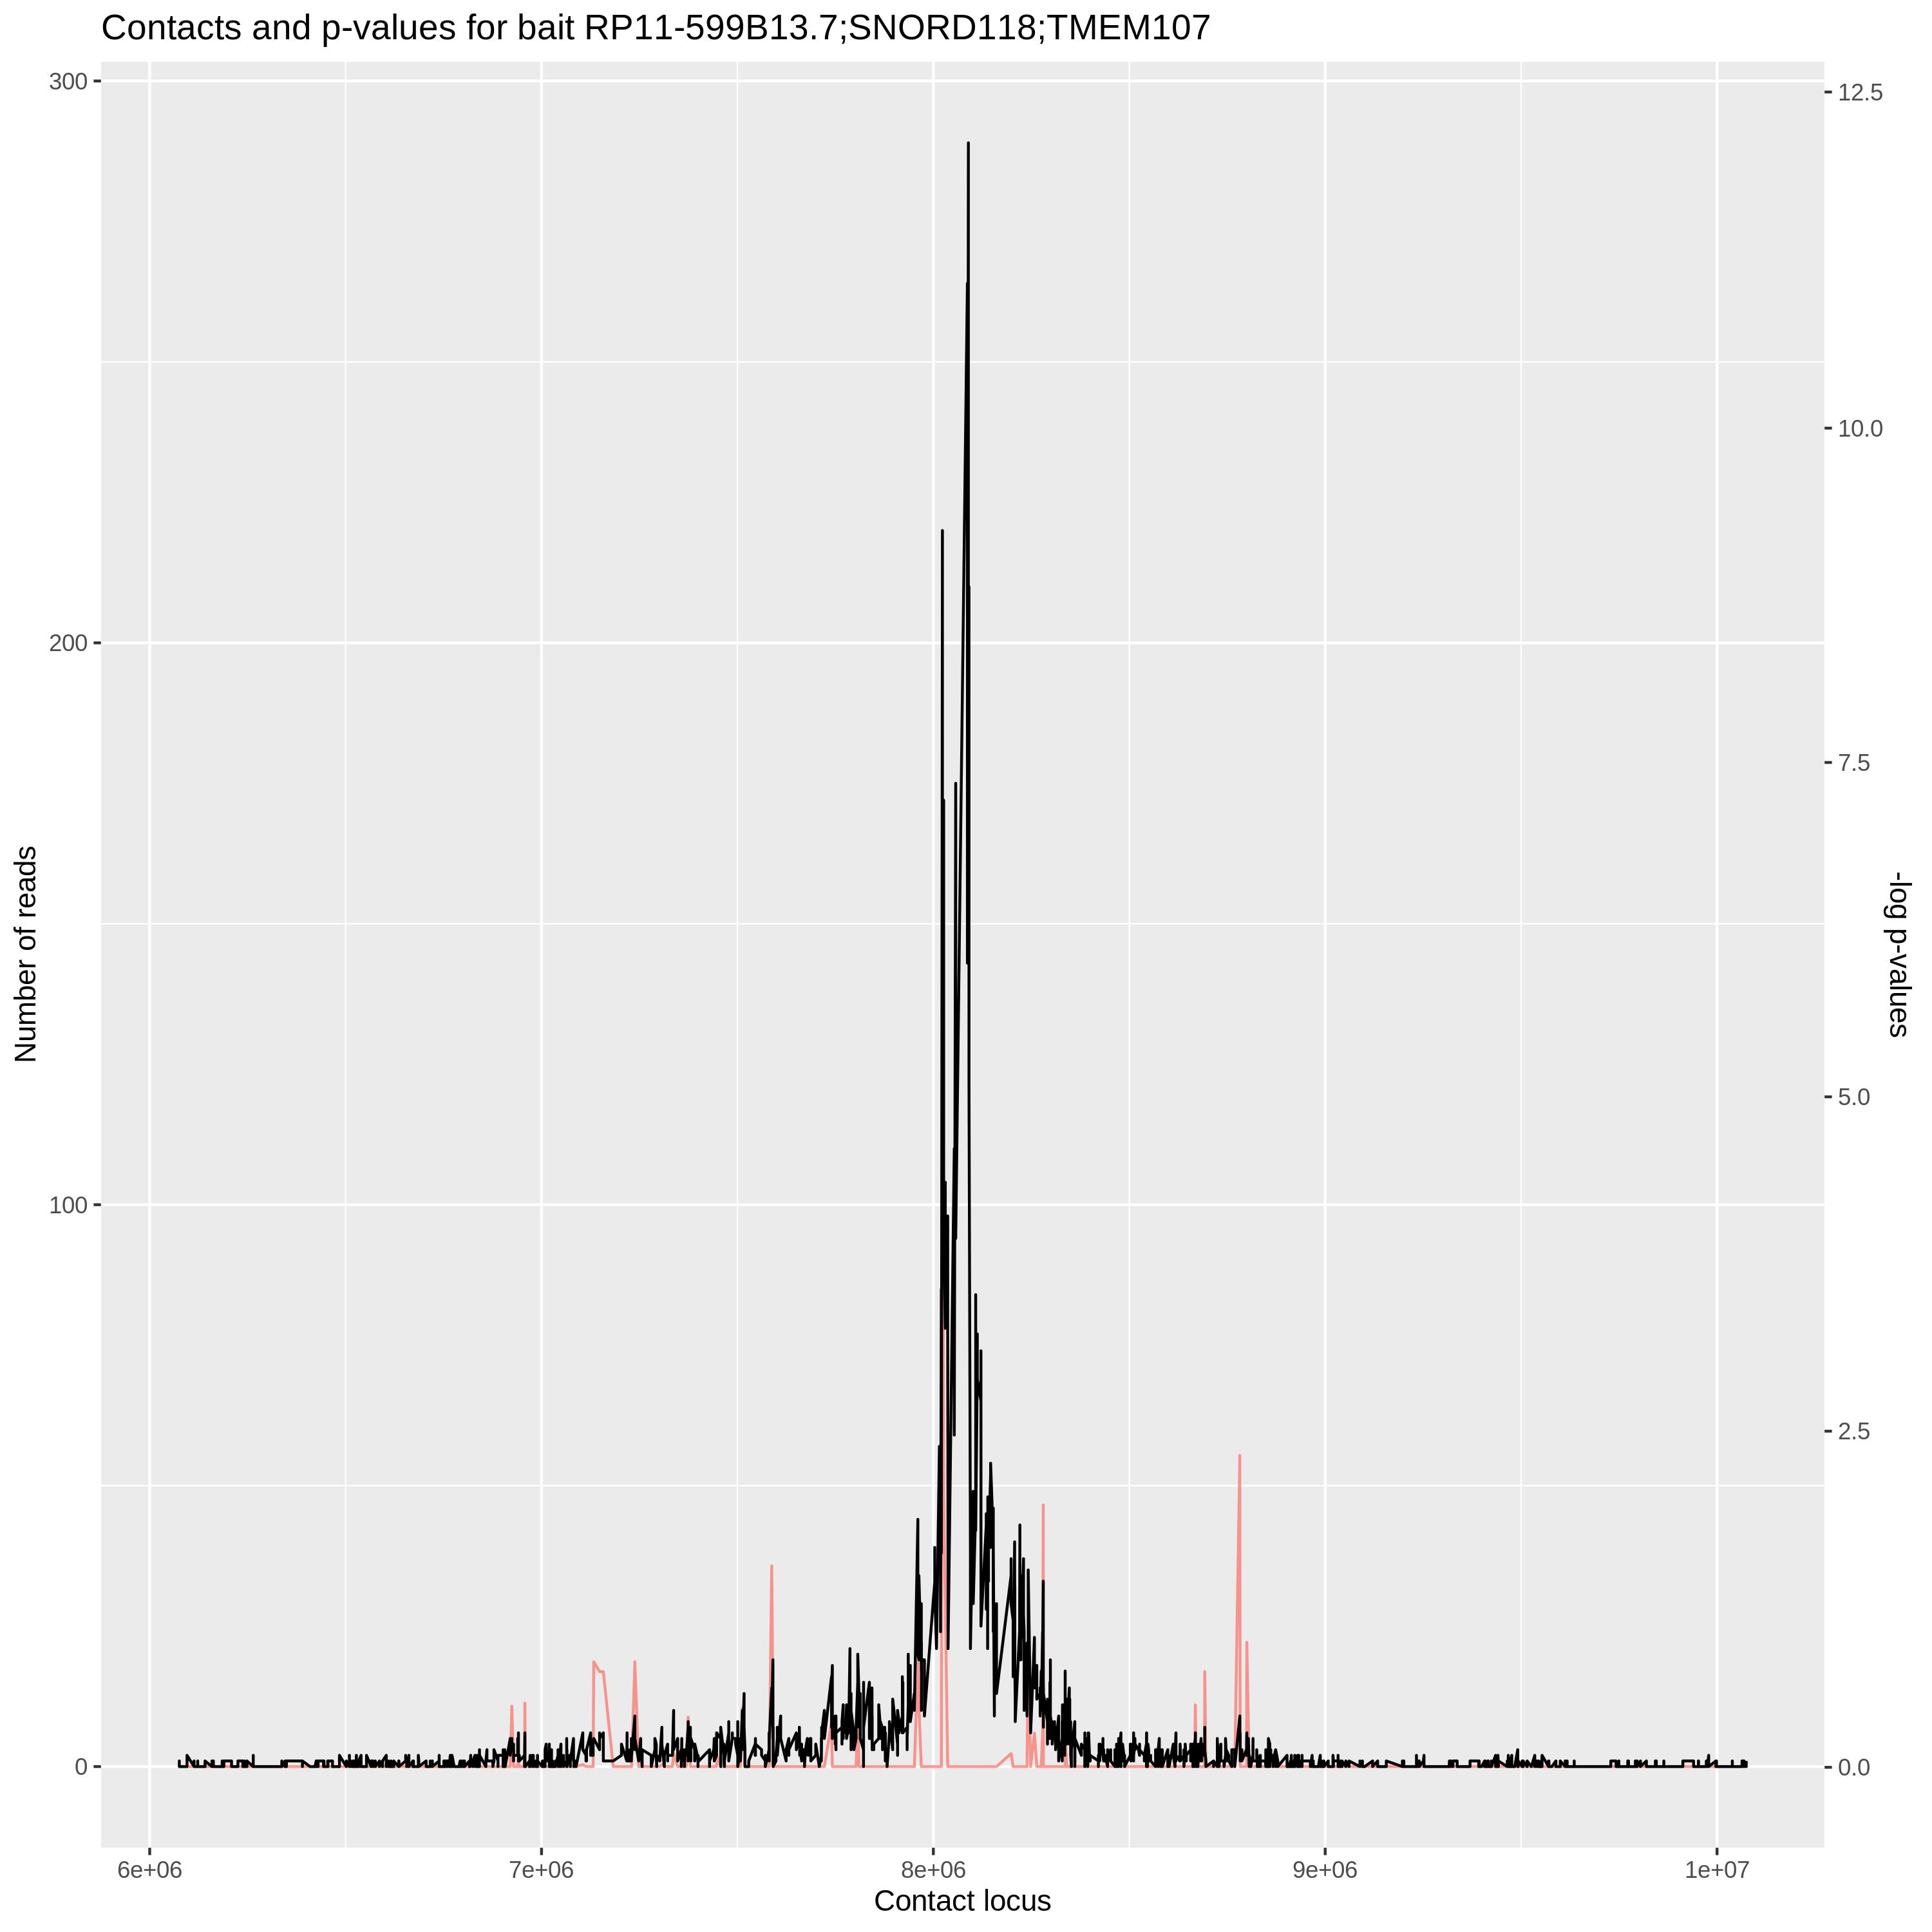 Contacts and p-values for bait RP11-599B13.7;SNORD118;TMEM107
300
200
100
0
Number of reads
12.5
10.0
7.5
5.0
2.5
0.0
-log p-values
6e+06 7e+06 8e+06 9e+06 1e+07
Contact locus